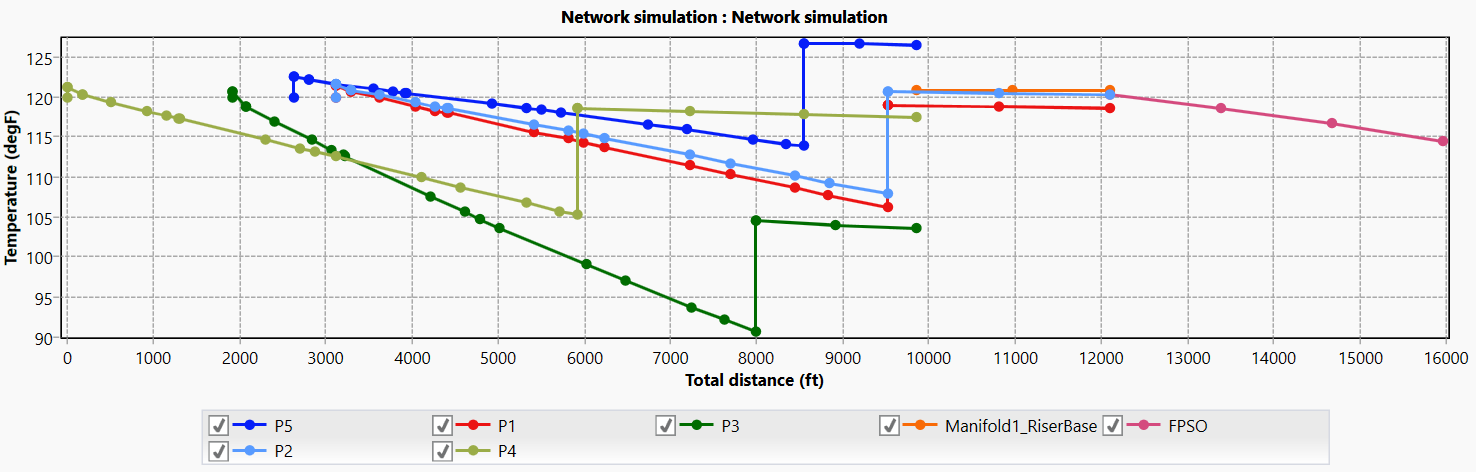 Network simulation : Network simulation
Temperature (degF)
125
120
115
110
105
100
95
90
0 1000 2000 3000 4000 5000 6000 7000 8000 9000 10000 11000 12000 13000 14000 15000 16000
Total distance (ft)
P5 P1 P3 Manifold1_RiserBase FPSO
P2 P4